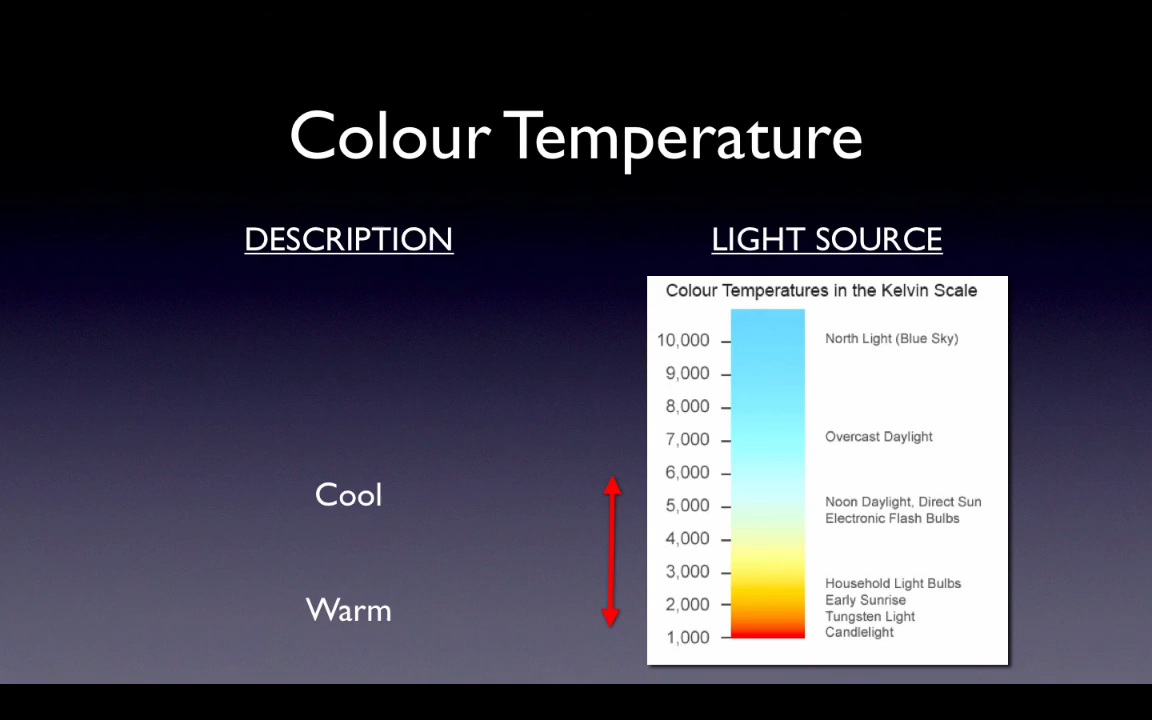 Colour Temperature
DESCRIPTION
LIGHT SOURCE
Colour Temperatures in the Kelvin Scale
10,000
North Light (Blue Sky)
9,000
8,000
7,000
Overcast Daylight
6,000
Cool
5,000
Noon Daylight, Direct Sun
Electronic Flash Bulbs
4,000
3,000
Household Light Bulbs
2,000
Early Sunrise
Warm
Tungsten Light
1,000
Candlelight